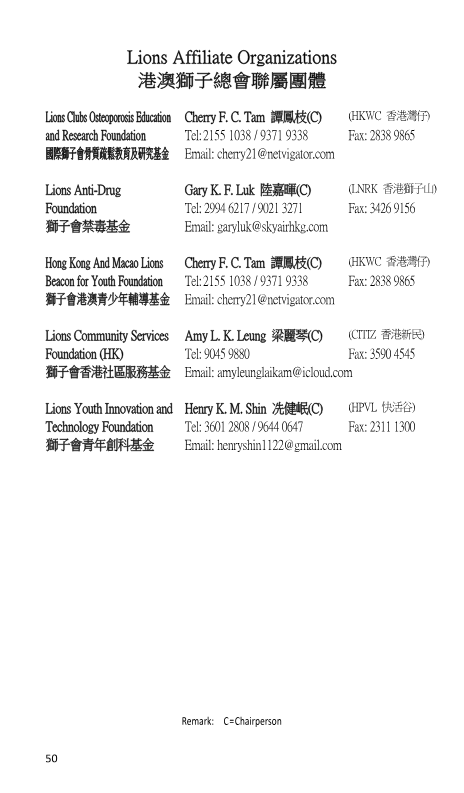 Lions Affiliate Organizations
港澳獅子總會聯屬團體
Lions Clubs Osteoporosis Education Cherry F. C. Tam 譚鳳枝(C) (HKWC 香港灣仔)
and Research Foundation Tel: 2155 1038 / 9371 9338 Fax: 2838 9865
國際獅子會骨質疏鬆教育及研究基金 Email: cherry21@netvigator.com
Lions Anti-Drug Gary K. F. Luk 陸嘉暉(C) (LNRK 香港獅子山)
Foundation Tel: 2994 6217 / 9021 3271 Fax: 3426 9156
獅子會禁毒基金 Email: garyluk@skyairhkg.com
Hong Kong And Macao Lions Cherry F. C. Tam 譚鳳枝(C) (HKWC 香港灣仔)
Beacon for Youth Foundation Tel: 2155 1038 / 9371 9338 Fax: 2838 9865
獅子會港澳青少年輔導基金 Email: cherry21@netvigator.com
Lions Community Services Amy L. K. Leung 梁麗琴(C) (CTITZ 香港新民)
Foundation (HK) Tel: 9045 9880 Fax: 3590 4545
獅子會香港社區服務基金 Email: amyleunglaikam@icloud.com
Lions Youth Innovation and Henry K. M. Shin 冼健岷(C) (HPVL 快活谷)
Technology Foundation Tel: 3601 2808 / 9644 0647 Fax: 2311 1300
獅子會青年創科基金 Email: henryshin1122@gmail.com
Remark: C=Chairperson
50